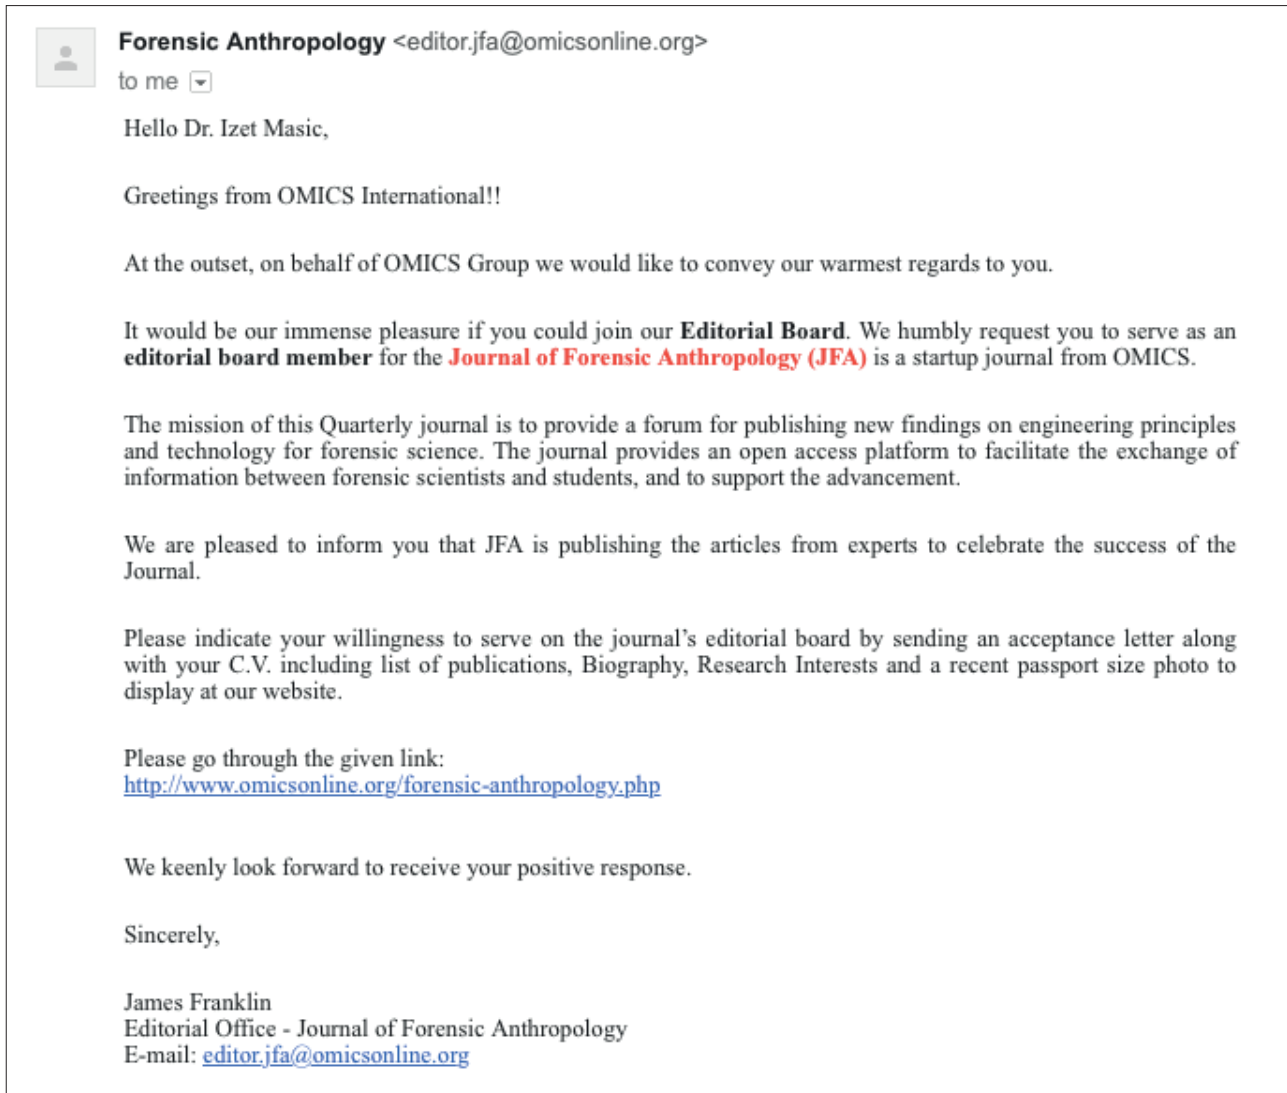 Forensic Anthropology <editor.jfa@omicsonline.org>
to me
Hello Dr. Izet Masic,
Greetings from OMICS International!!
At the outset, on behalf of OMICS Group we would like to convey our warmest regards to you.
It would be our immense pleasure if you could join our Editorial Board. We humbly request you to serve as an
editorial board member for the Journal of Forensic Anthropology (JFA) is a startup journal from OMICS.
The mission of this Quarterly journal is to provide a forum for publishing new findings on engineering principles
and technology for forensic science. The journal provides an open access platform to facilitate the exchange of
information between forensic scientists and students, and to support the advancement.
We are pleased to inform you that JFA is publishing the articles from experts to celebrate the success of the
Journal.
Please indicate your willingness to serve on the journal's editorial board by sending an acceptance letter along
with your C.V. including list of publications, Biography, Research Interests and a recent passport size photo to
display at our website.
Please go through the given link:
http://www.omicsonline.org/forensic-anthropology.php
We keenly look forward to receive your positive response.
Sincerely,
James Franklin
Editorial Office - Journal of Forensic Anthropology
E-mail: editor.jfa@omicsonline.org